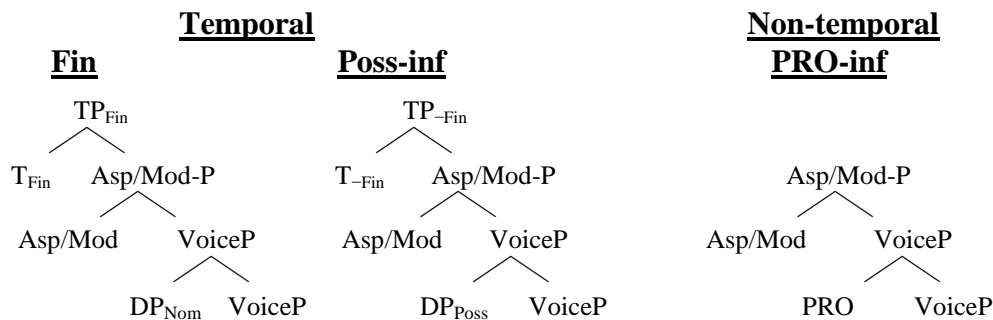 Temporal Non-temporal
Fin Poss-inf PRO-inf
TP_Fin TP_–Fin
T_Fin Asp/Mod-P T_–Fin Asp/Mod-P Asp/Mod-P
Asp/Mod VoiceP Asp/Mod VoiceP Asp/Mod VoiceP
DP_Nom VoiceP DP_Poss VoiceP PRO VoiceP